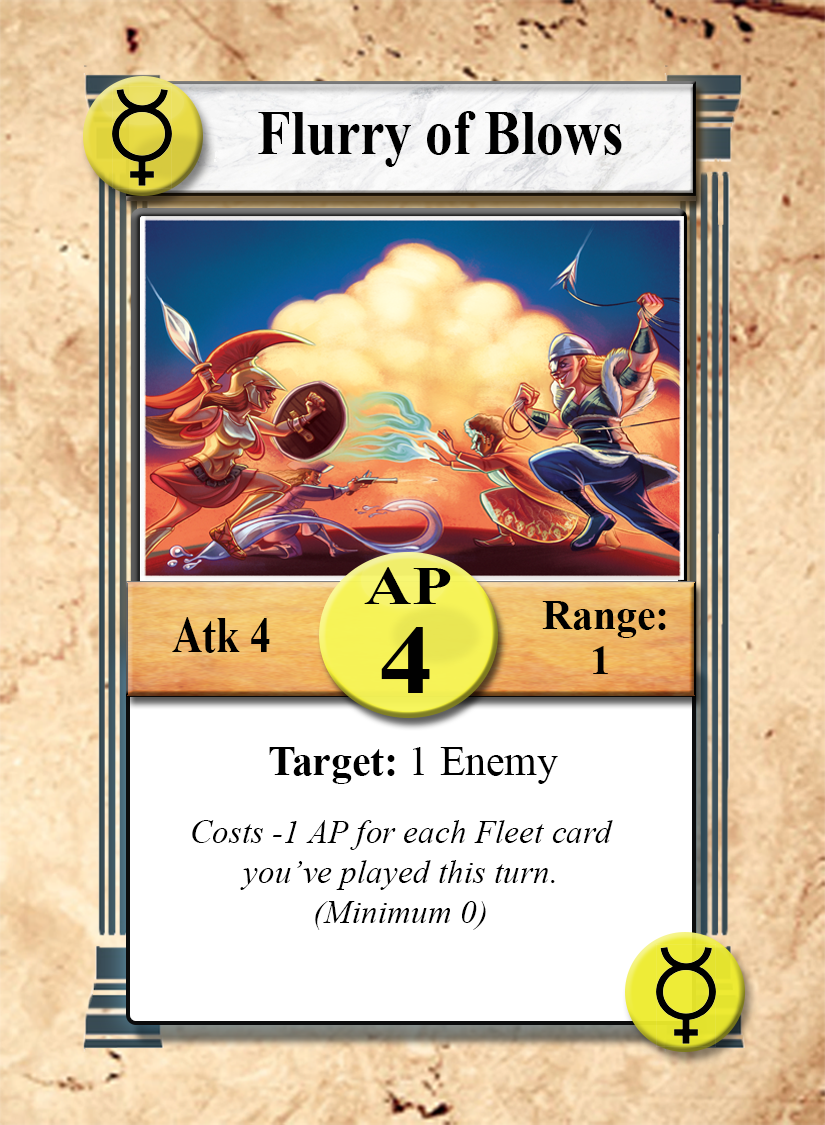 Flurry of Blows
Atk 4
AP
4
Range:
1
Target: 1 Enemy
Costs -1 AP for each Fleet card
you’ve played this turn.
(Minimum 0)